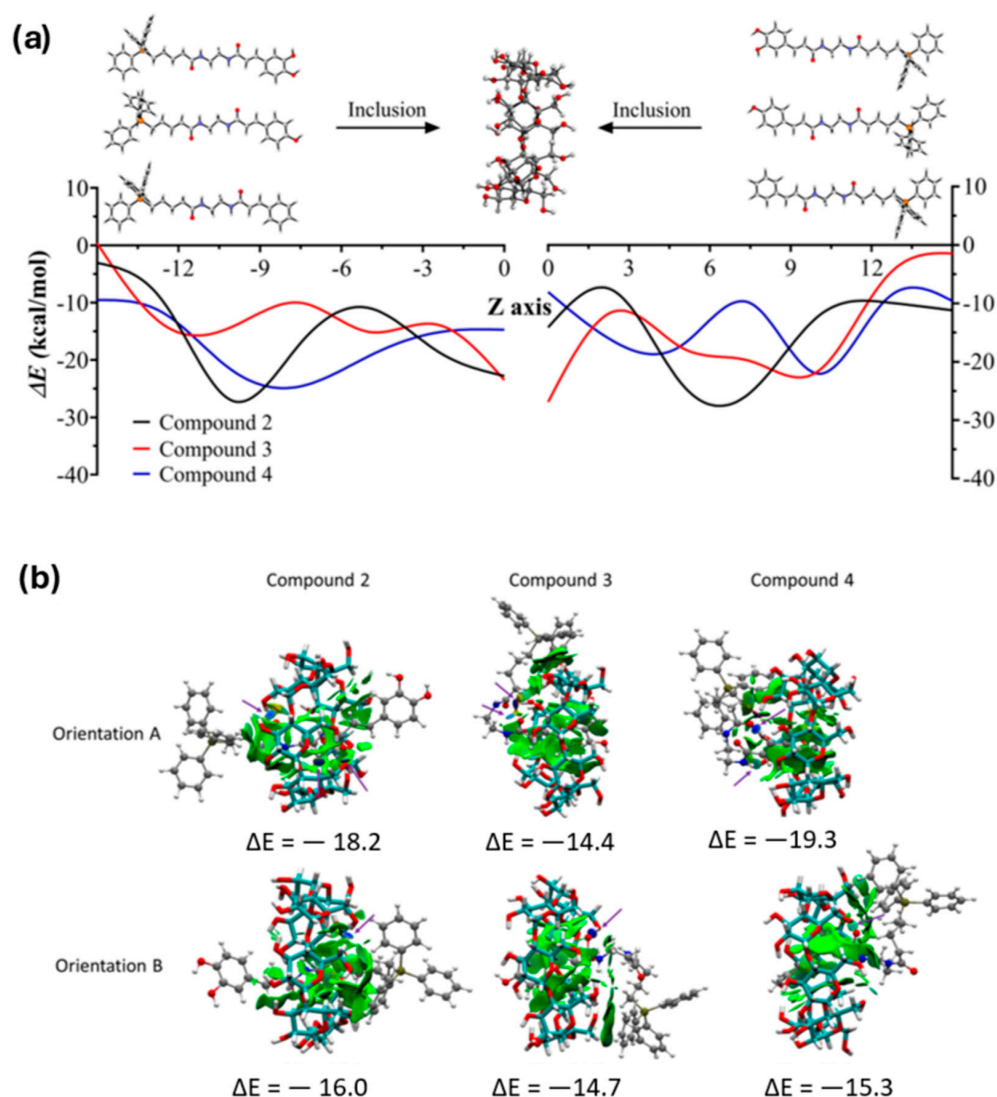 (a)
Inclusion Inclusion
10 10
0 0
-12 -9 -6 -3 0 0 3 6 9 12
-10 Z axis -10
ΔE (kcal/mol)
-20 -20
-30 -30
-40 -40
Compound 2
Compound 3
Compound 4
(b)
Compound 2 Compound 3 Compound 4
Orientation A
ΔE = — 18.2 ΔE = —14.4 ΔE = —19.3
Orientation B
ΔE = — 16.0 ΔE = —14.7 ΔE = —15.3